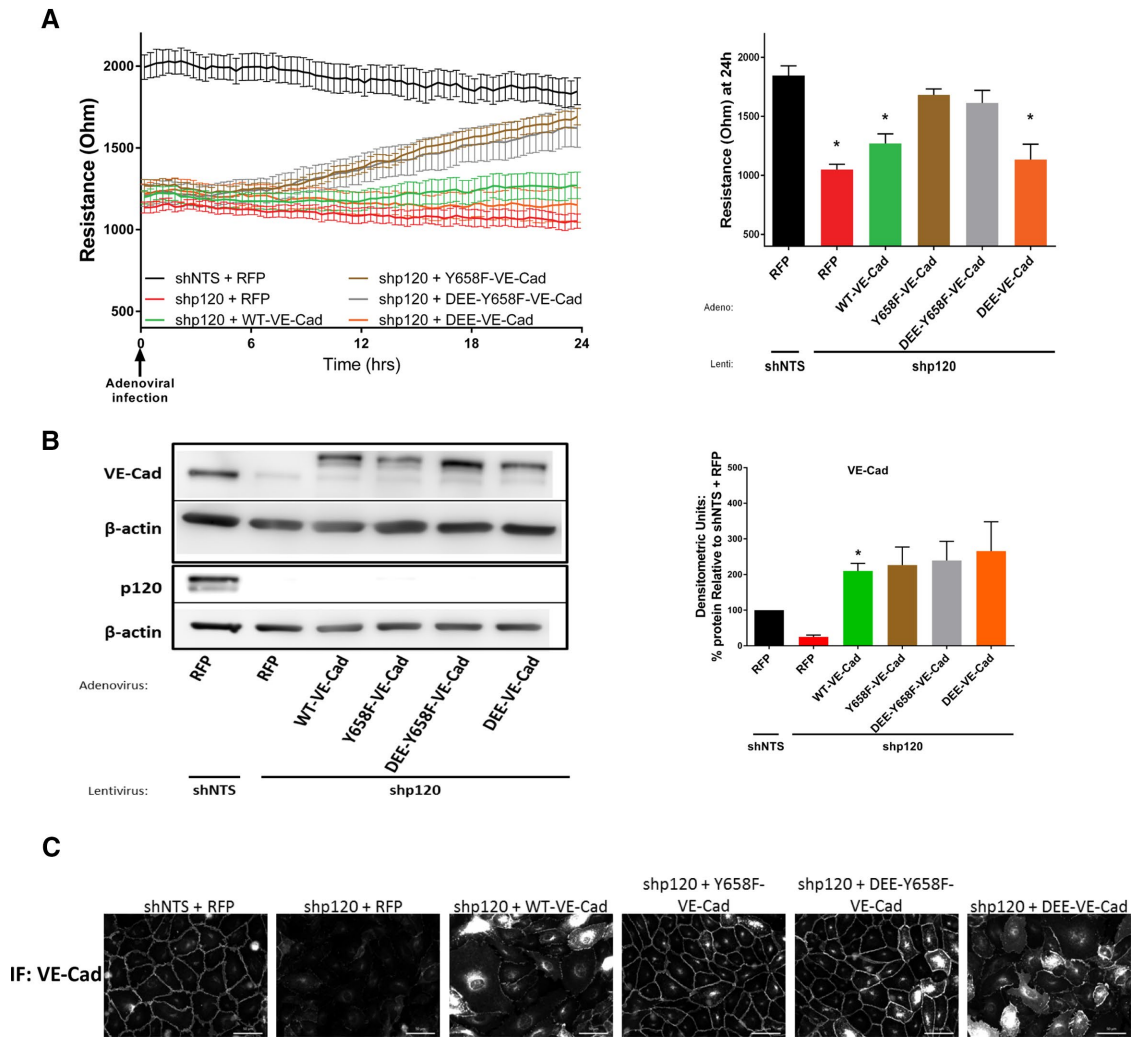 A
2000
1500
1000
500
Resistance (Ohm)
shNTS + RFP
shp120 + RFP
shp120 + WT-VE-Cad
shp120 + Y658F-VE-Cad
shp120 + DEE-Y658F-VE-Cad
shp120 + DEE-VE-Cad
0
6
12
18
24
Time (hrs)
Adenoviral
infection
Resistance (Ohm) at 24h
2000
1500
1000
500
*
*
*
Adeno:
RFP
RFP
WT-VE-Cad
Y658F-VE-Cad
DEE-Y658F-VE-Cad
DEE-VE-Cad
Lenti:
shNTS
shp120
B
VE-Cad
β-actin
p120
β-actin
Adenovirus:
RFP
RFP
WT-VE-Cad
Y658F-VE-Cad
DEE-Y658F-VE-Cad
DEE-VE-Cad
Lentivirus:
shNTS
shp120
VE-Cad
Densitometric Units:
% protein Relative to shNTS + RFP
500
400
300
200
100
0
*
RFP
RFP
WT-VE-Cad
Y658F-VE-Cad
DEE-Y658F-VE-Cad
DEE-VE-Cad
shNTS
shp120
C
IF: VE-Cad
shNTS + RFP
shp120 + RFP
shp120 + WT-VE-Cad
shp120 + Y658F-
VE-Cad
shp120 + DEE-Y658F-
VE-Cad
shp120 + DEE-VE-Cad